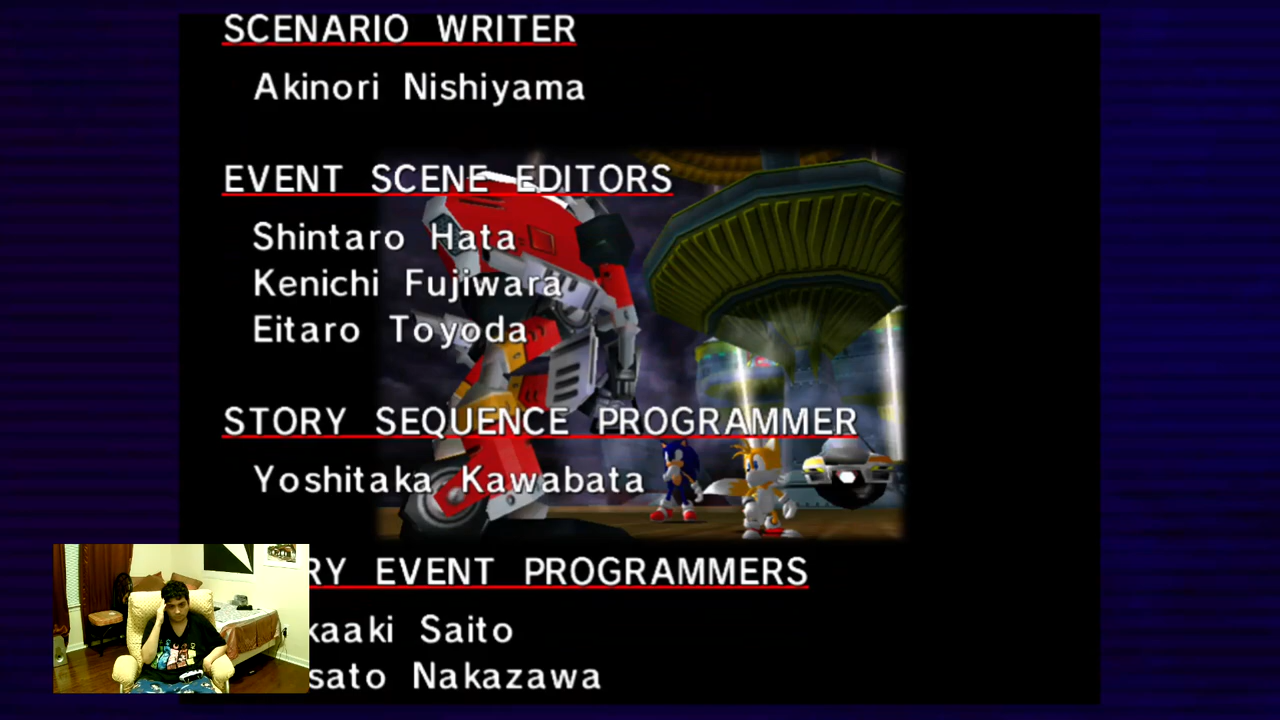 SCENARIO WRITER
Akinori Nishiyama
EVENT SCENE EDITORS
Shintaro Hata
Kenichi Fujiwara
Eitaro Toyoda
STORY SEQUENCE PROGRAMMER
Yoshitaka Kawabata
RY EVENT PROGRAMMERS
kaaki Saito
sato Nakazawa